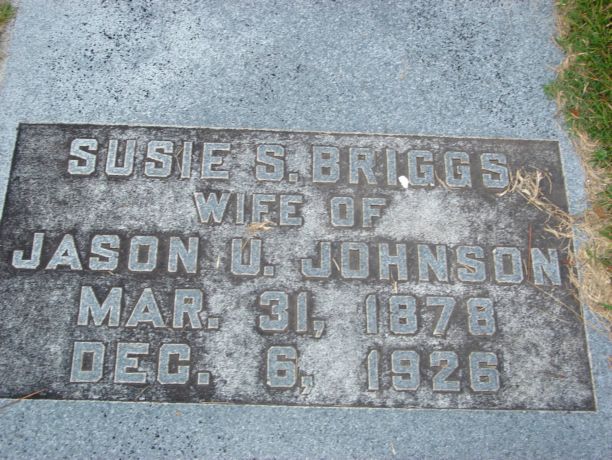 SUSIE S. BRIGGS
WIFE OF
JASON U. JOHNSON
MAR. 31, 1878
DEC. 6, 1926